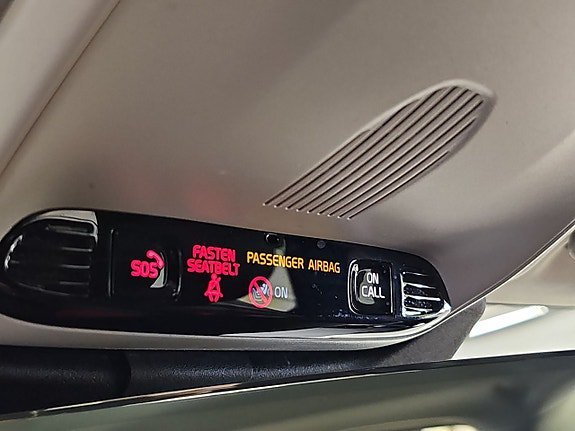 SOS
FASTEN
SEATBELT
PASSENGER AIRBAG
ON
ON
CALL